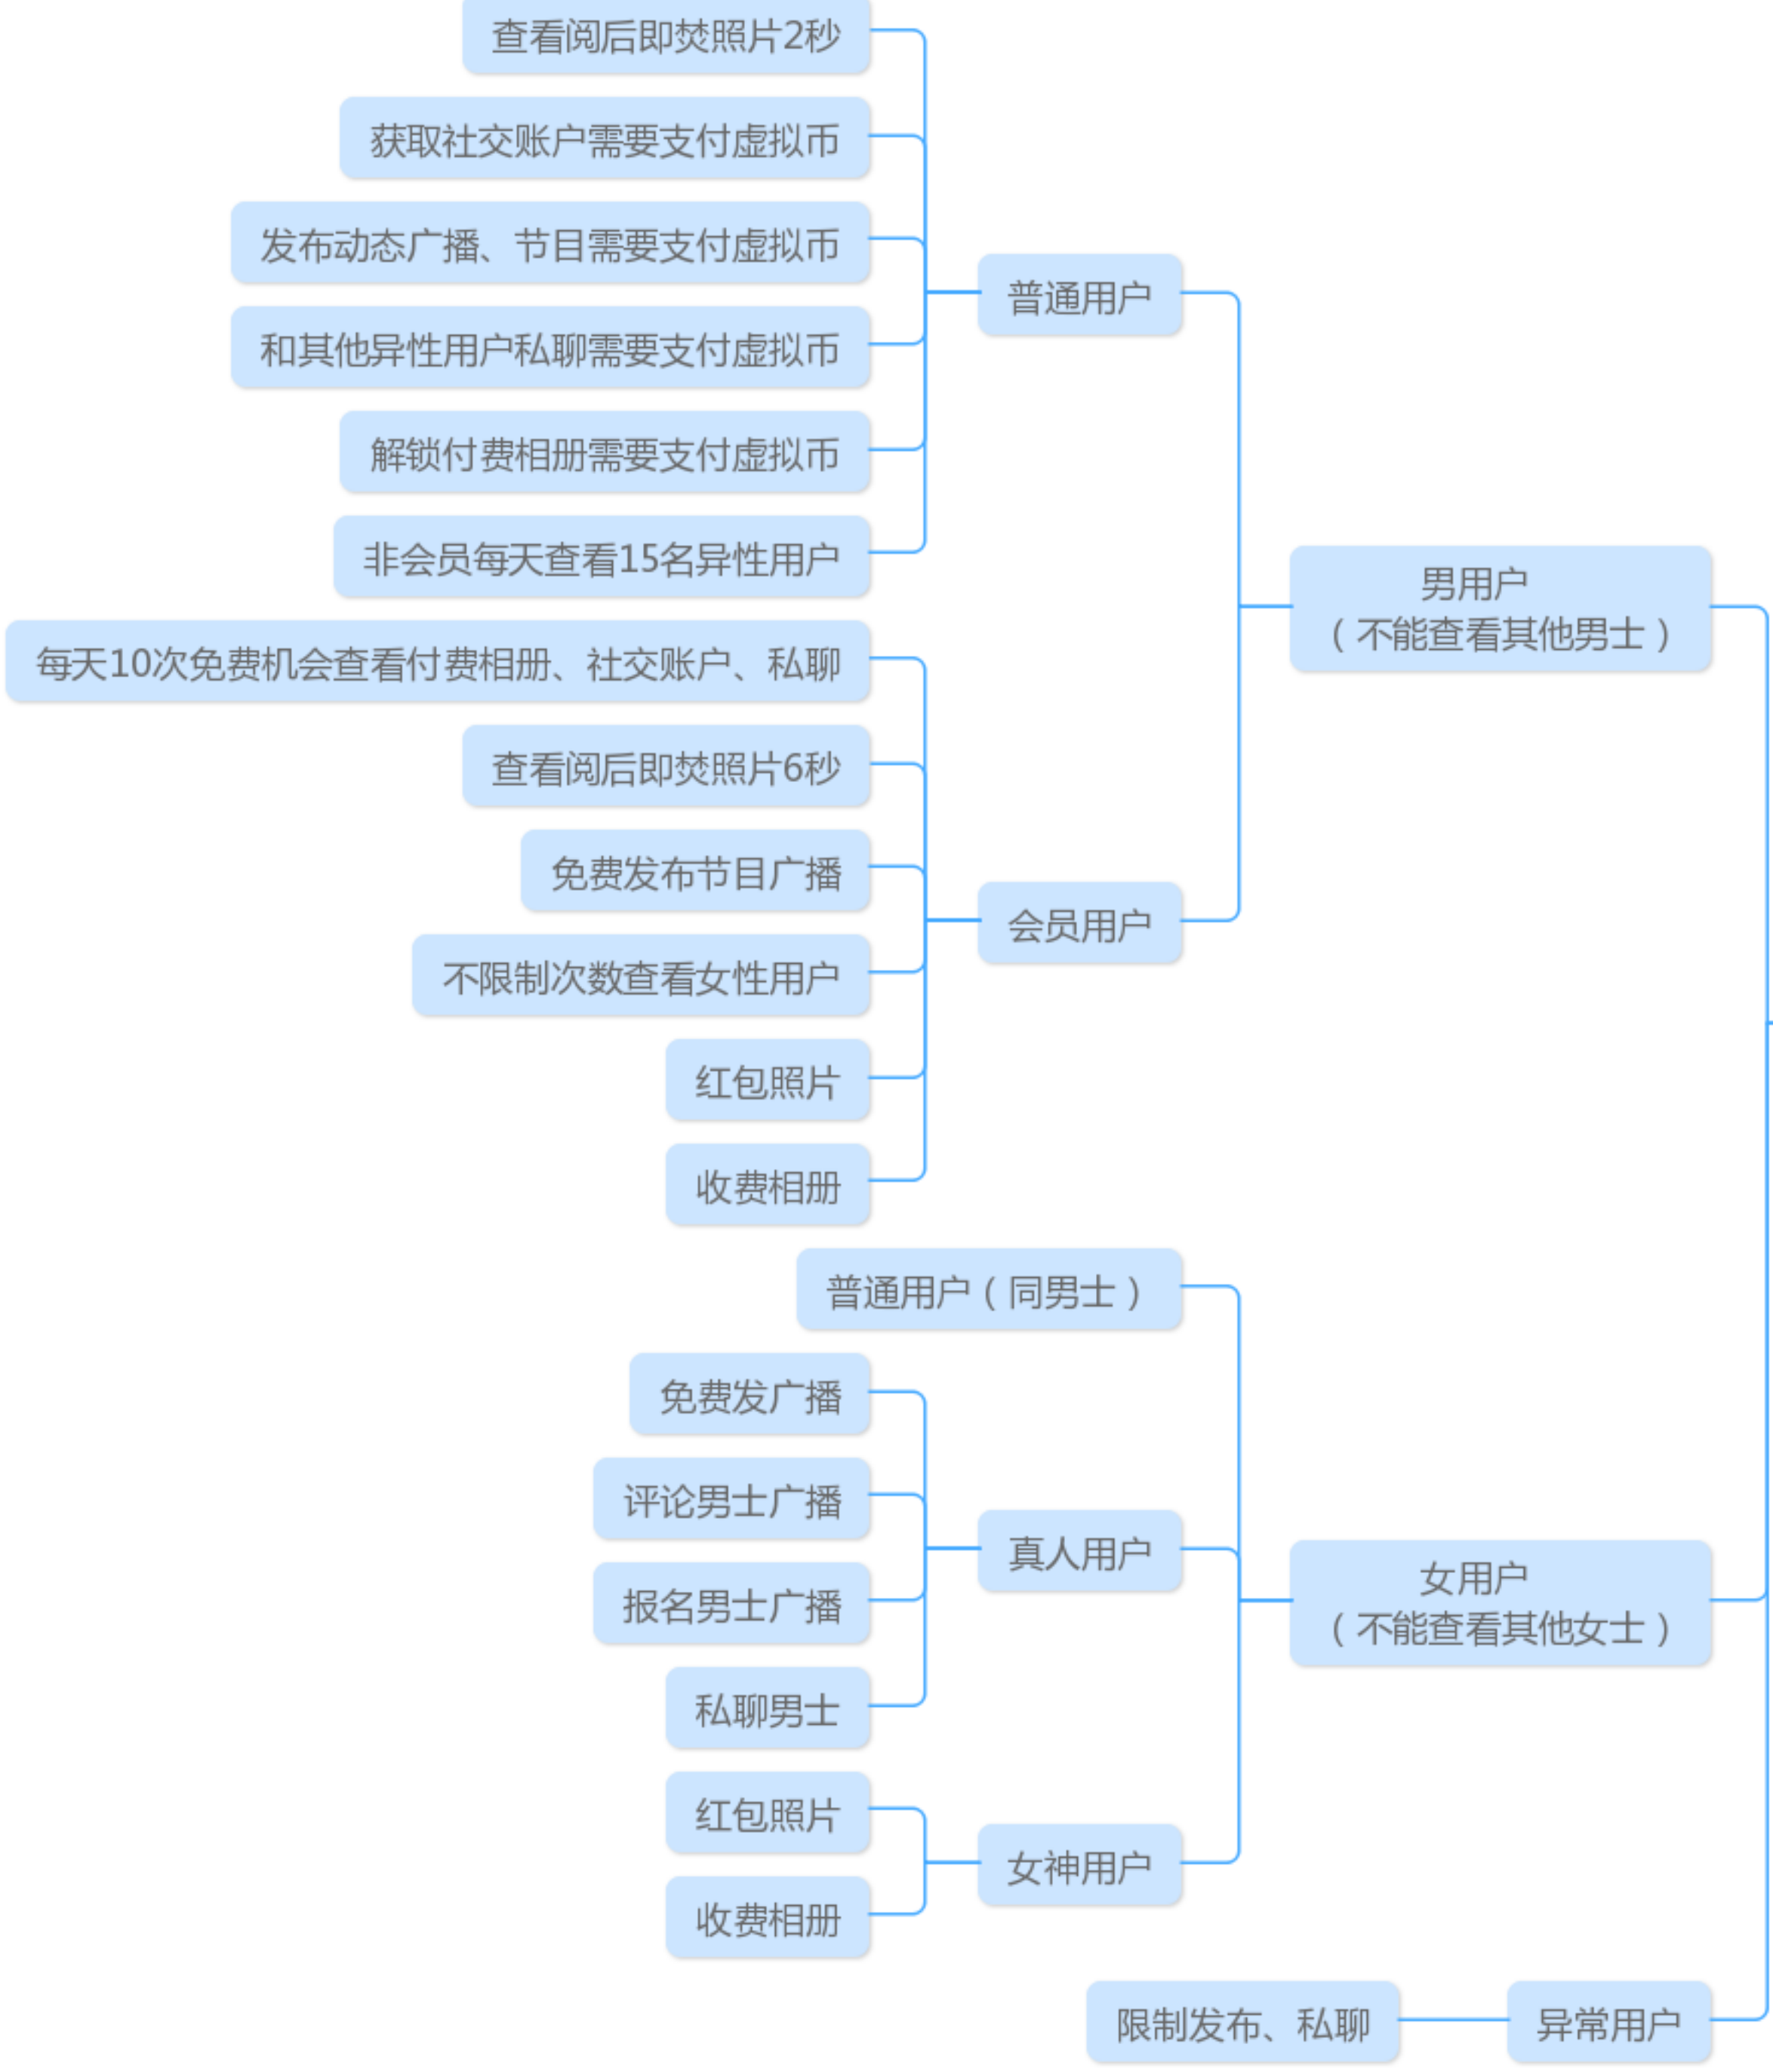 查看阅后即焚照片2秒
获取社交账户需要支付虚拟币
发布动态广播、节目需要支付虚拟币
普通用户
和其他异性用户私聊需要支付虚拟币
解锁付费相册需要支付虚拟币
非会员每天查看15名异性用户
男用户
（不能查看其他男士）
每天10次免费机会查看付费相册、社交账户、私聊
查看阅后即焚照片6秒
免费发布节目广播
会员用户
不限制次数查看女性用户
红包照片
收费相册
普通用户（同男士）
免费发广播
评论男士广播
真人用户
报名男士广播
女用户
（不能查看其他女士）
私聊男士
红包照片
女神用户
收费相册
限制发布、私聊
异常用户